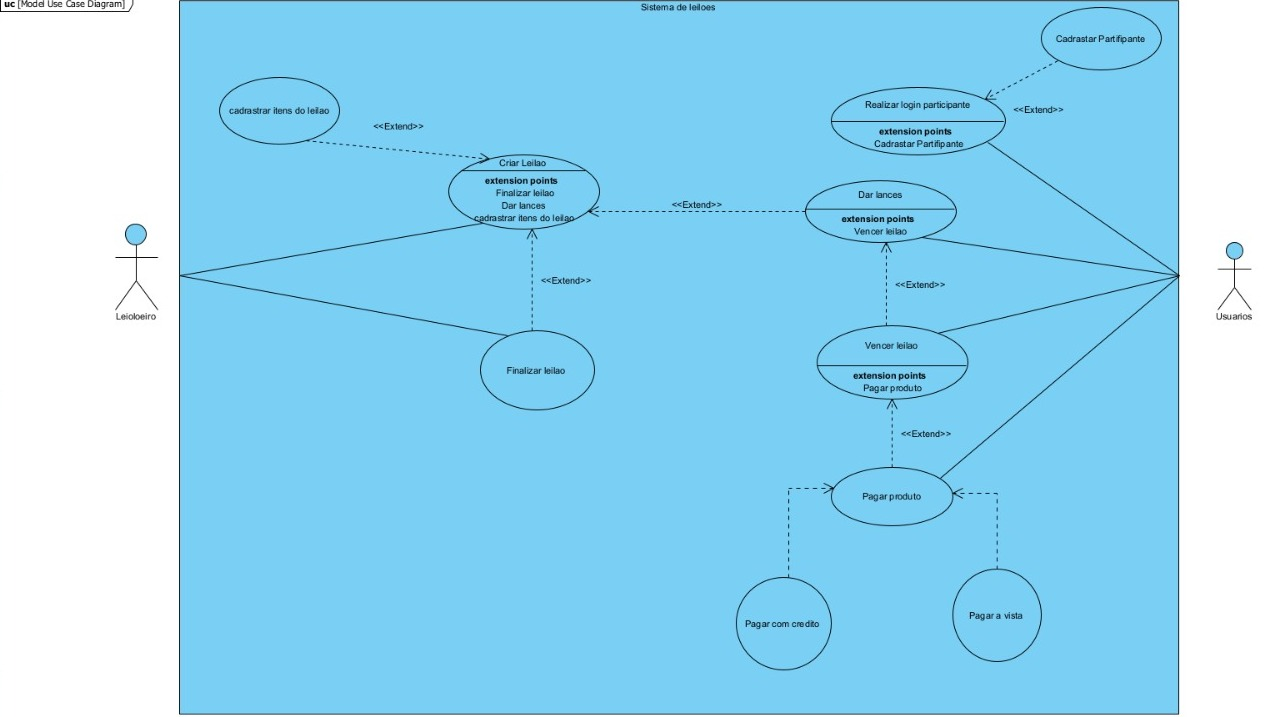 uc [Model Use Case Diagram]
Sistema de leiloes
Cadrastar Partifipante
cadrastrar itens do leilao
<<Extend>>
Realizar login participante
extension points
Cadrastar Partifipante
<<Extend>>
Criar Leilao
extension points
Finalizar leilao
Dar lances
cadrastrar itens do leilao
<<Extend>>
Dar lances
extension points
Vencer leilao
<<Extend>>
<<Extend>>
Leioloeiro
Usuarios
Finalizar leilao
Vencer leilao
extension points
Pagar produto
<<Extend>>
Pagar produto
Pagar com credito
Pagar a vista